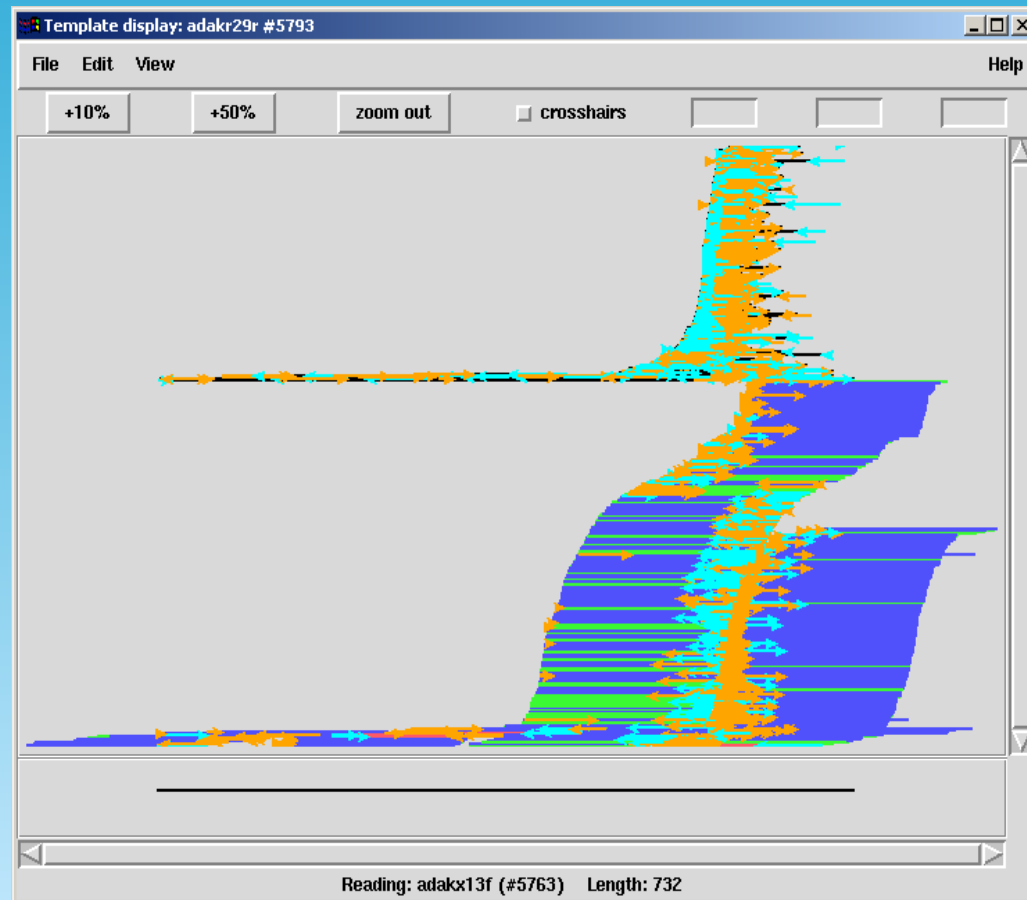 Template display: adakr29r #5793
File Edit View Help
+10% +50% zoom out crosshairs
Reading: adakx13f (#5763) Length: 732